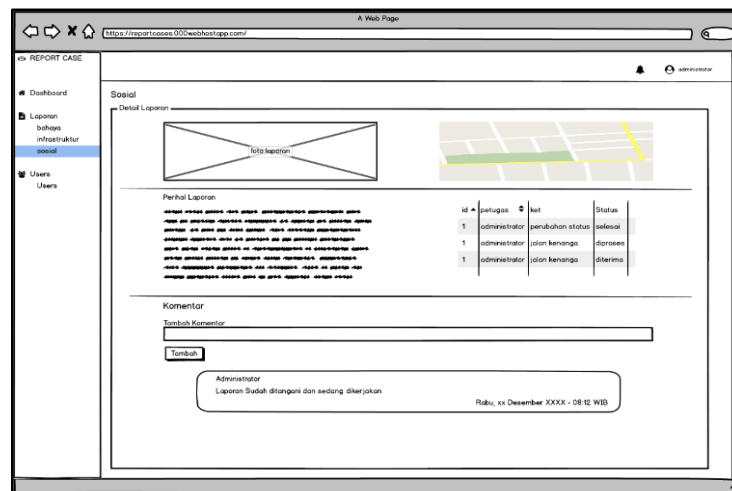 A Web Page
https://reportcases.000webhostapp.com/
REPORT CASE
administrator
Dashboard
Laporan
bahaya
infrastruktur
sosial
Users
Users
Sosial
Detail Laporan
foto laporan
Perihal Laporan
id petugas ket Status
1 administrator perubahan status selesai
1 administrator jalan kenanga diproses
1 administrator jalan kenanga diterima
Komentar
Tambah Komentar
Tambah
Administrator
Laporan Sudah ditangani dan sedang dikerjakan
Rabu, xx Desember XXXX - 08:12 WIB